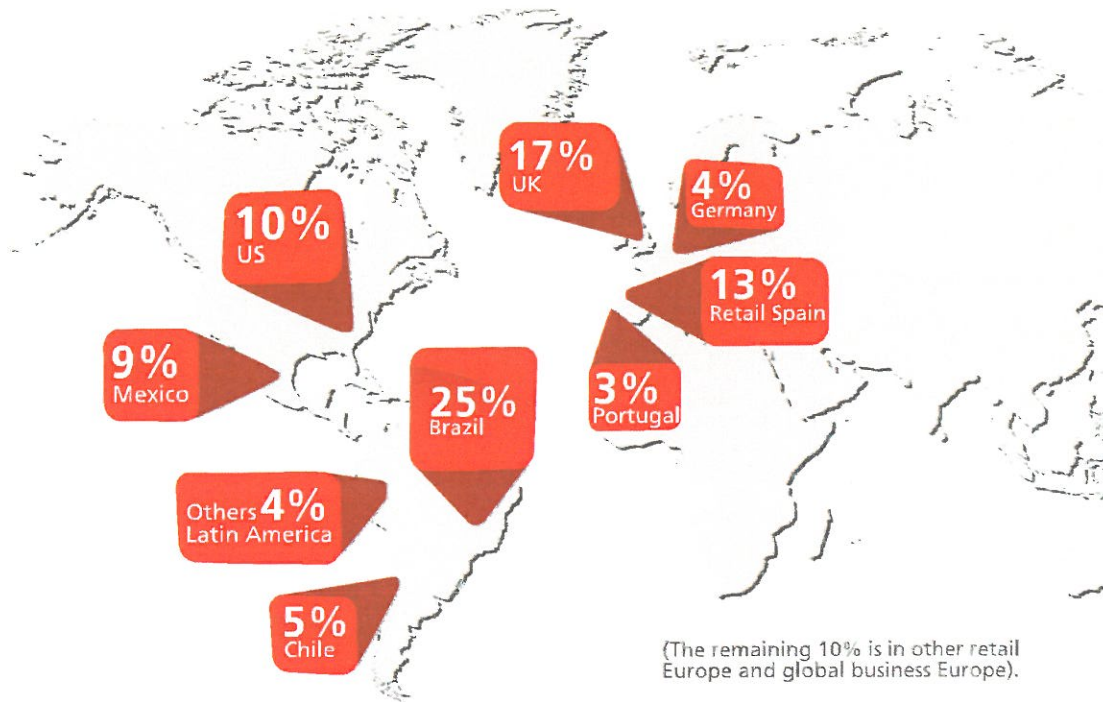 17%
UK
4%
Germany
10%
US
13%
Retail Spain
9%
Mexico
25%
Brazil
3%
Portugal
Others 4%
Latin America
5%
Chile
(The remaining 10% is in other retail
Europe and global business Europe).